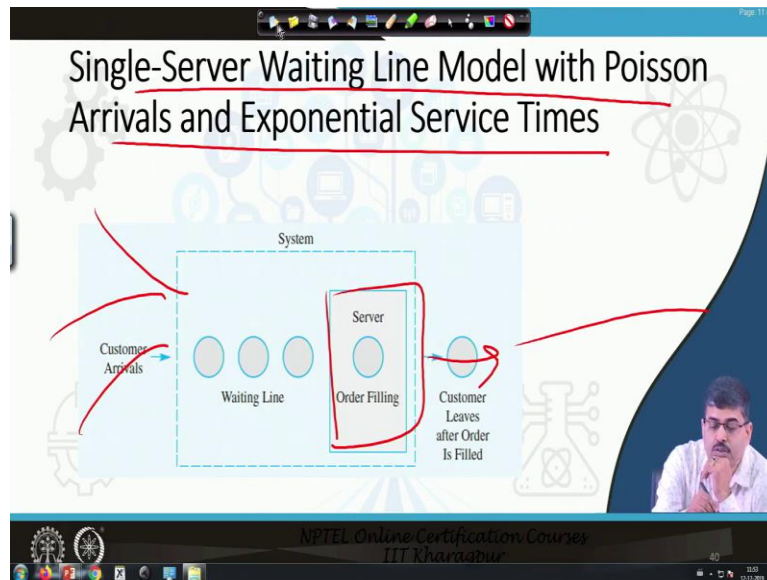 Page: 11
Single-Server Waiting Line Model with Poisson
Arrivals and Exponential Service Times
System
Server
Customer
Arrivals
Waiting Line
Order Filling
Customer
Leaves
after Order
Is Filled
NPTEL Online Certification Courses
IIT Kharagpur
40